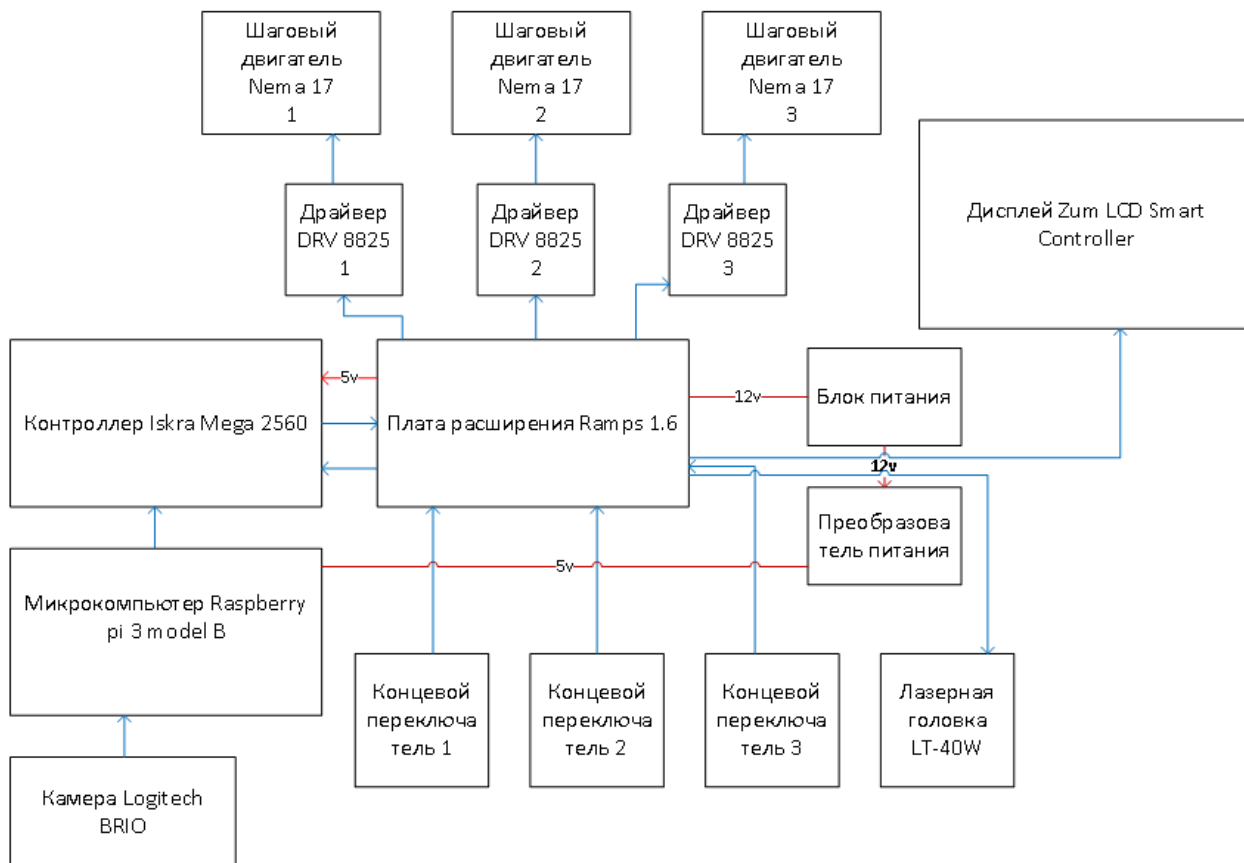 Шаговый
двигатель
Nema 17
1
Шаговый
двигатель
Nema 17
2
Шаговый
двигатель
Nema 17
3
Драйвер
DRV 8825
1
Драйвер
DRV 8825
2
Драйвер
DRV 8825
3
Дисплей Zum LCD Smart
Controller
Контроллер Iskra Mega 2560
5v
Плата расширения Ramps 1.6
12v
Блок питания
12v
Преобразова
тель питания
5v
Микрокомпьютер Raspberry
pi 3 model B
Концевой
переключа
тель 1
Концевой
переключа
тель 2
Концевой
переключа
тель 3
Лазерная
головка
LT-40W
Камера Logitech
BRIO